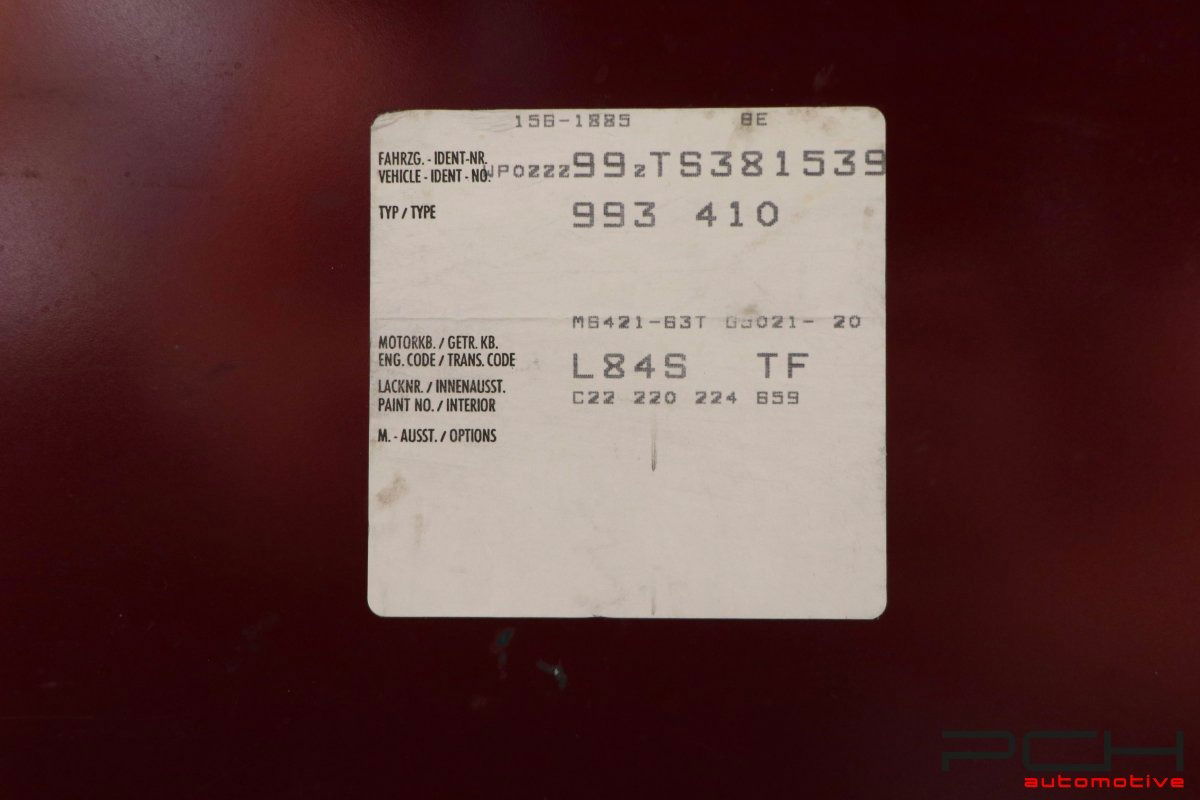 156-1885 8E
FAHRZG. - IDENT-NR.
VEHICLE - IDENT - NO. WP0ZZZ99ZTS381539
TYP / TYPE 993 410
M6421-63T G5021- 20
MOTORKB. / GETR. KB.
ENG. CODE / TRANS. CODE L84S TF
LACKNR. / INNENAUSST.
PAINT NO. / INTERIOR C22 220 224 659
M. - AUSST. / OPTIONS
PCH
automotive